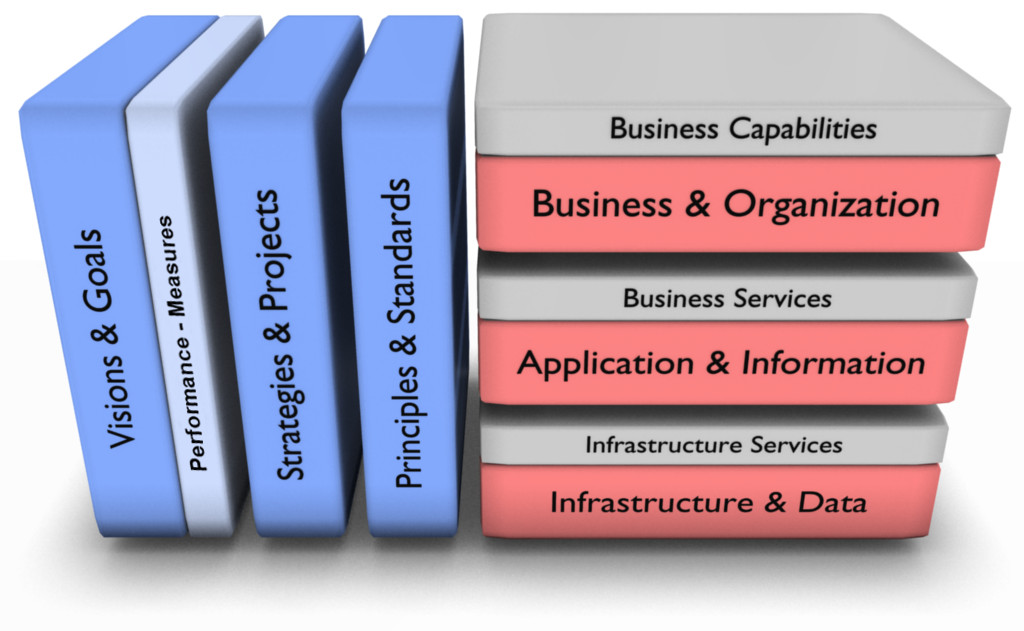 Visions & Goals
Performance - Measures
Strategies & Projects
Principles & Standards
Business Capabilities
Business & Organization
Business Services
Application & Information
Infrastructure Services
Infrastructure & Data